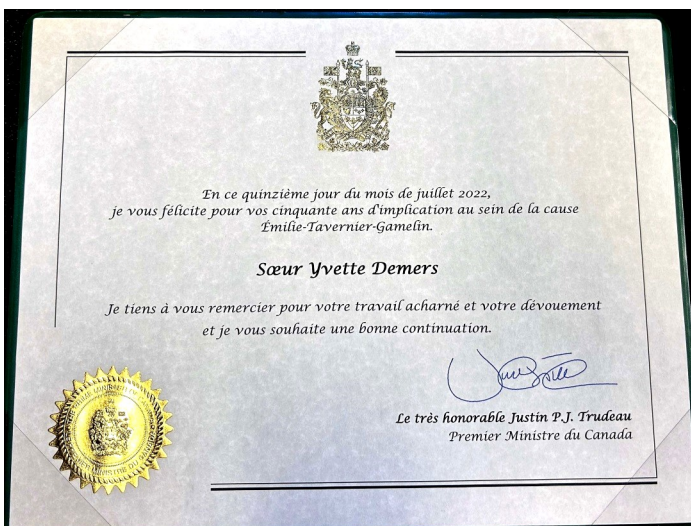 En ce quinzième jour du mois de juillet 2022,
je vous félicite pour vos cinquante ans d'implication au sein de la cause
Émilie-Tavernier-Gamelin.
Sœur Yvette Demers
Je tiens à vous remercier pour votre travail acharné et votre dévouement
et je vous souhaite une bonne continuation.
Le très honorable Justin P.J. Trudeau
Premier Ministre du Canada